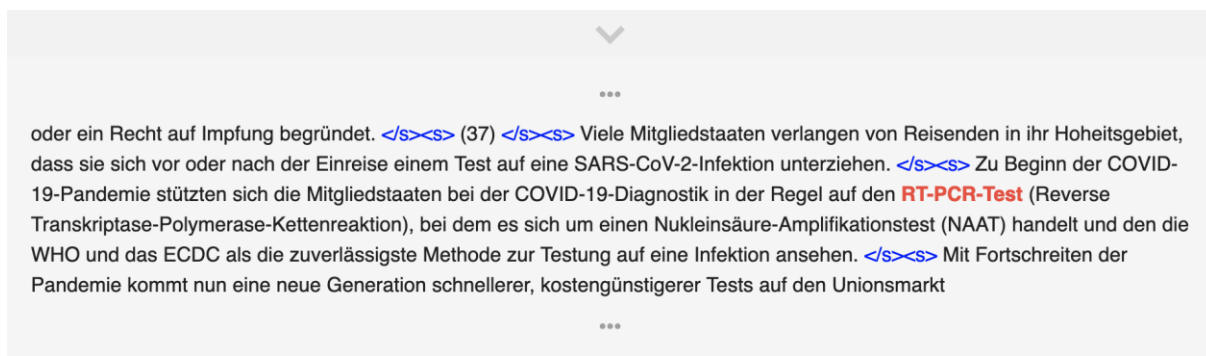 oder ein Recht auf Impfung begründet. </s><s> (37) </s><s> Viele Mitgliedstaaten verlangen von Reisenden in ihr Hoheitsgebiet,
dass sie sich vor oder nach der Einreise einem Test auf eine SARS-CoV-2-Infektion unterziehen. </s><s> Zu Beginn der COVID-
19-Pandemie stützten sich die Mitgliedstaaten bei der COVID-19-Diagnostik in der Regel auf den RT-PCR-Test (Reverse
Transkriptase-Polymerase-Kettenreaktion), bei dem es sich um einen Nukleinsäure-Amplifikationstest (NAAT) handelt und den die
WHO und das ECDC als die zuverlässigste Methode zur Testung auf eine Infektion ansehen. </s><s> Mit Fortschreiten der
Pandemie kommt nun eine neue Generation schnellerer, kostengünstigerer Tests auf den Unionsmarkt